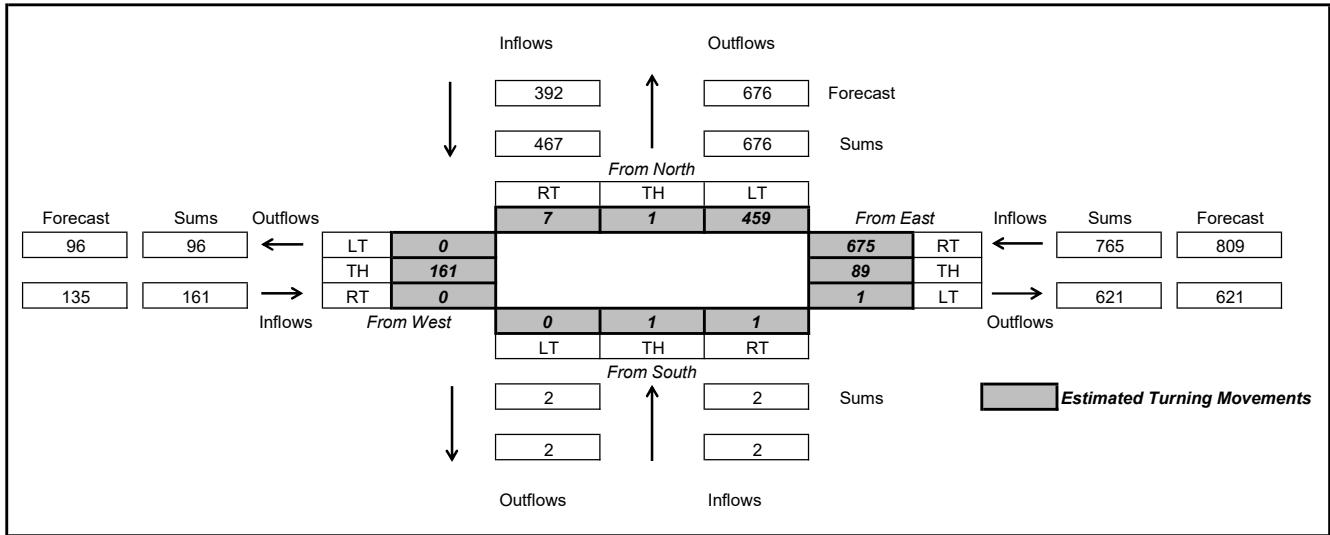 Inflows Outflows
392 676 Forecast
467 676 Sums
From North
RT TH LT
Forecast Sums Outflows 7 1 459 From East Inflows Sums Forecast
96 96 LT 0 675 RT 765 809
TH 161 89 TH
135 161 RT 0 1 LT 621 621
Inflows From West 0 1 1 Outflows
LT TH RT
From South
2 2 Sums Estimated Turning Movements
2 2
Outflows Inflows